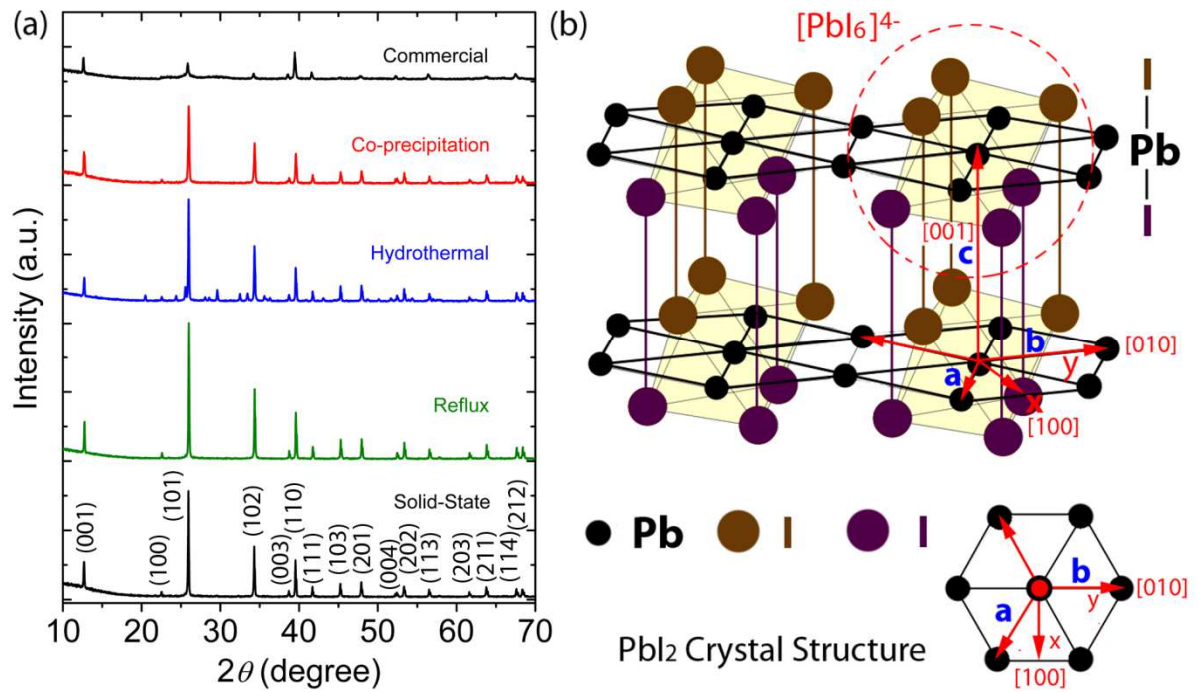 (a)
Commercial
Co-precipitation
Hydrothermal
Reflux
Solid-State
(001)
(100)
(101)
(102)
(003)
(110)
(111)
(103)
(201)
(004)
(202)
(113)
(203)
(211)
(114)
(212)
10 20 30 40 50 60 70
2θ (degree)
Intensity (a.u.)
(b)
[PbI6]4-
I
Pb
I
[001]
c
b
[010]
y
a
x
[100]
Pb I I
b
[010]
y
a
x
[100]
PbI2 Crystal Structure